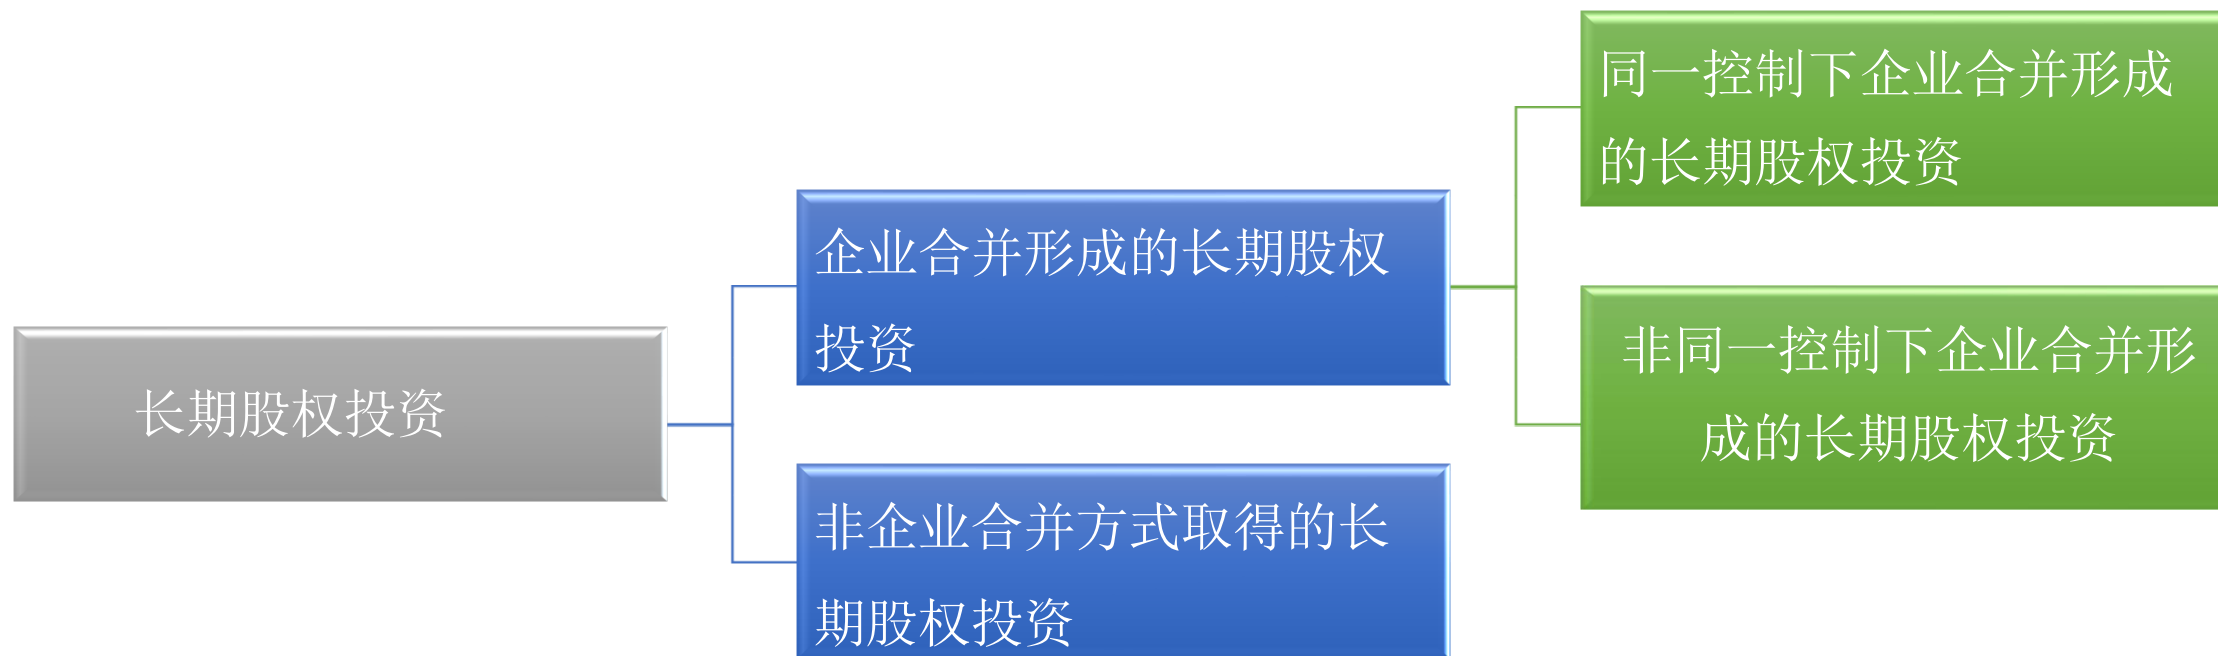 长期股权投资
企业合并形成的长期股权
投资
非企业合并方式取得的长
期股权投资
同一控制下企业合并形成
的长期股权投资
非同一控制下企业合并形
成的长期股权投资